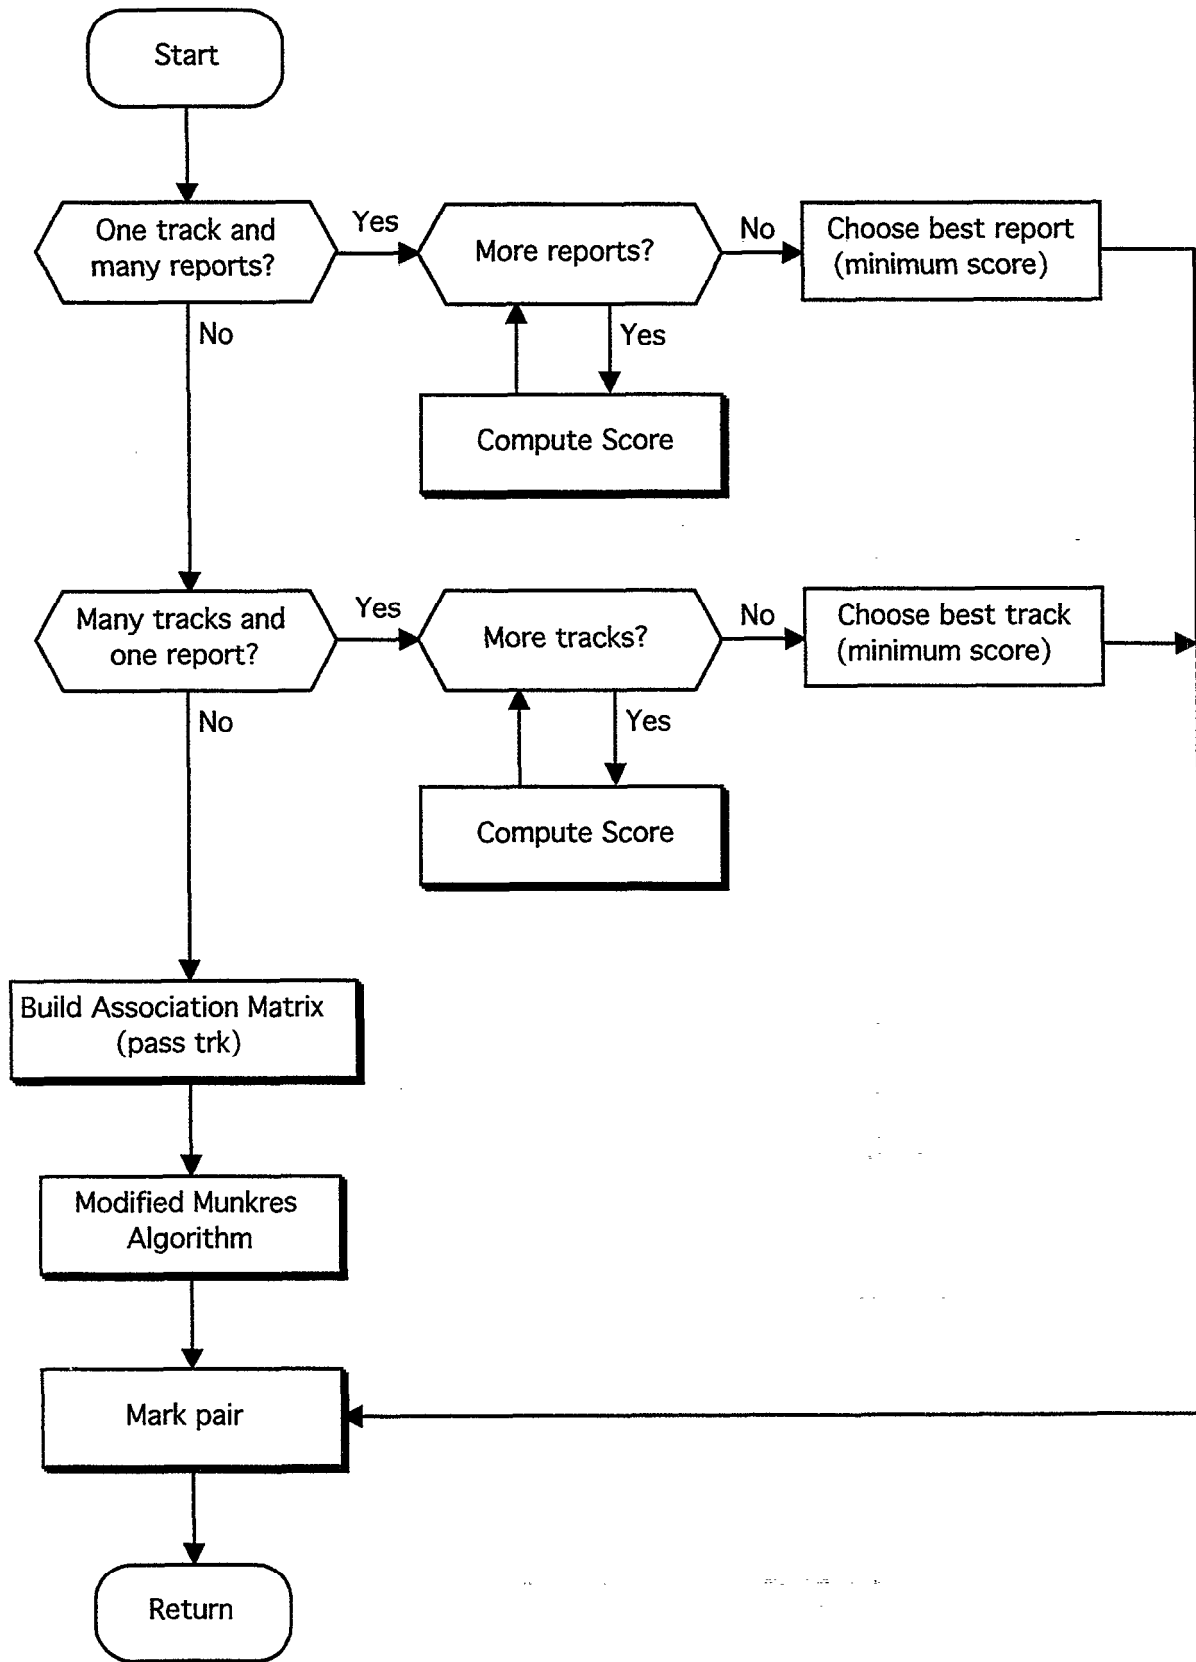 Start
One track and
many reports?
Yes
More reports?
No
Choose best report
(minimum score)
No
Yes
Compute Score
Many tracks and
one report?
Yes
More tracks?
No
Choose best track
(minimum score)
No
Yes
Compute Score
Build Association Matrix
(pass trk)
Modified Munkres
Algorithm
Mark pair
Return